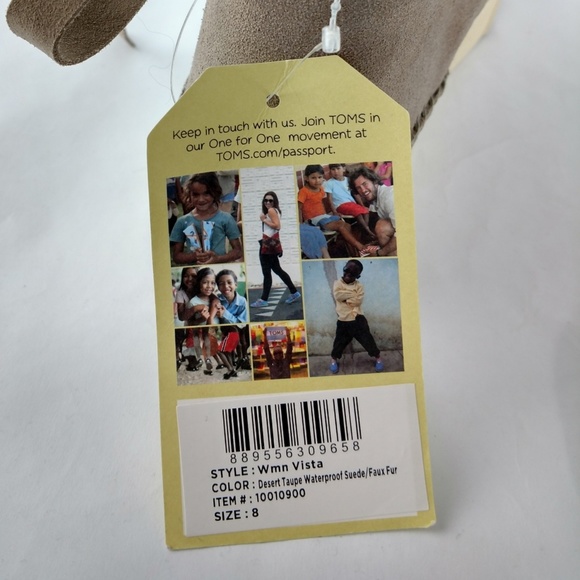 Keep in touch with us. Join TOMS in
our One for One movement at
TOMS.com/passport.
TOMS
889556309658
STYLE : Wmn Vista
COLOR : Desert Taupe Waterproof Suede/Faux Fur
ITEM # : 10010900
SIZE : 8